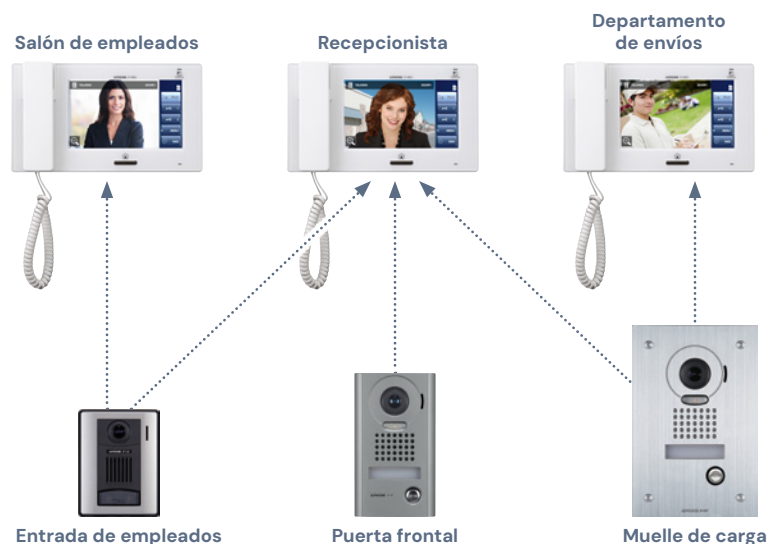 Salón de empleados
Recepcionista
Departamento
de envíos
Entrada de empleados
Puerta frontal
Muelle de carga